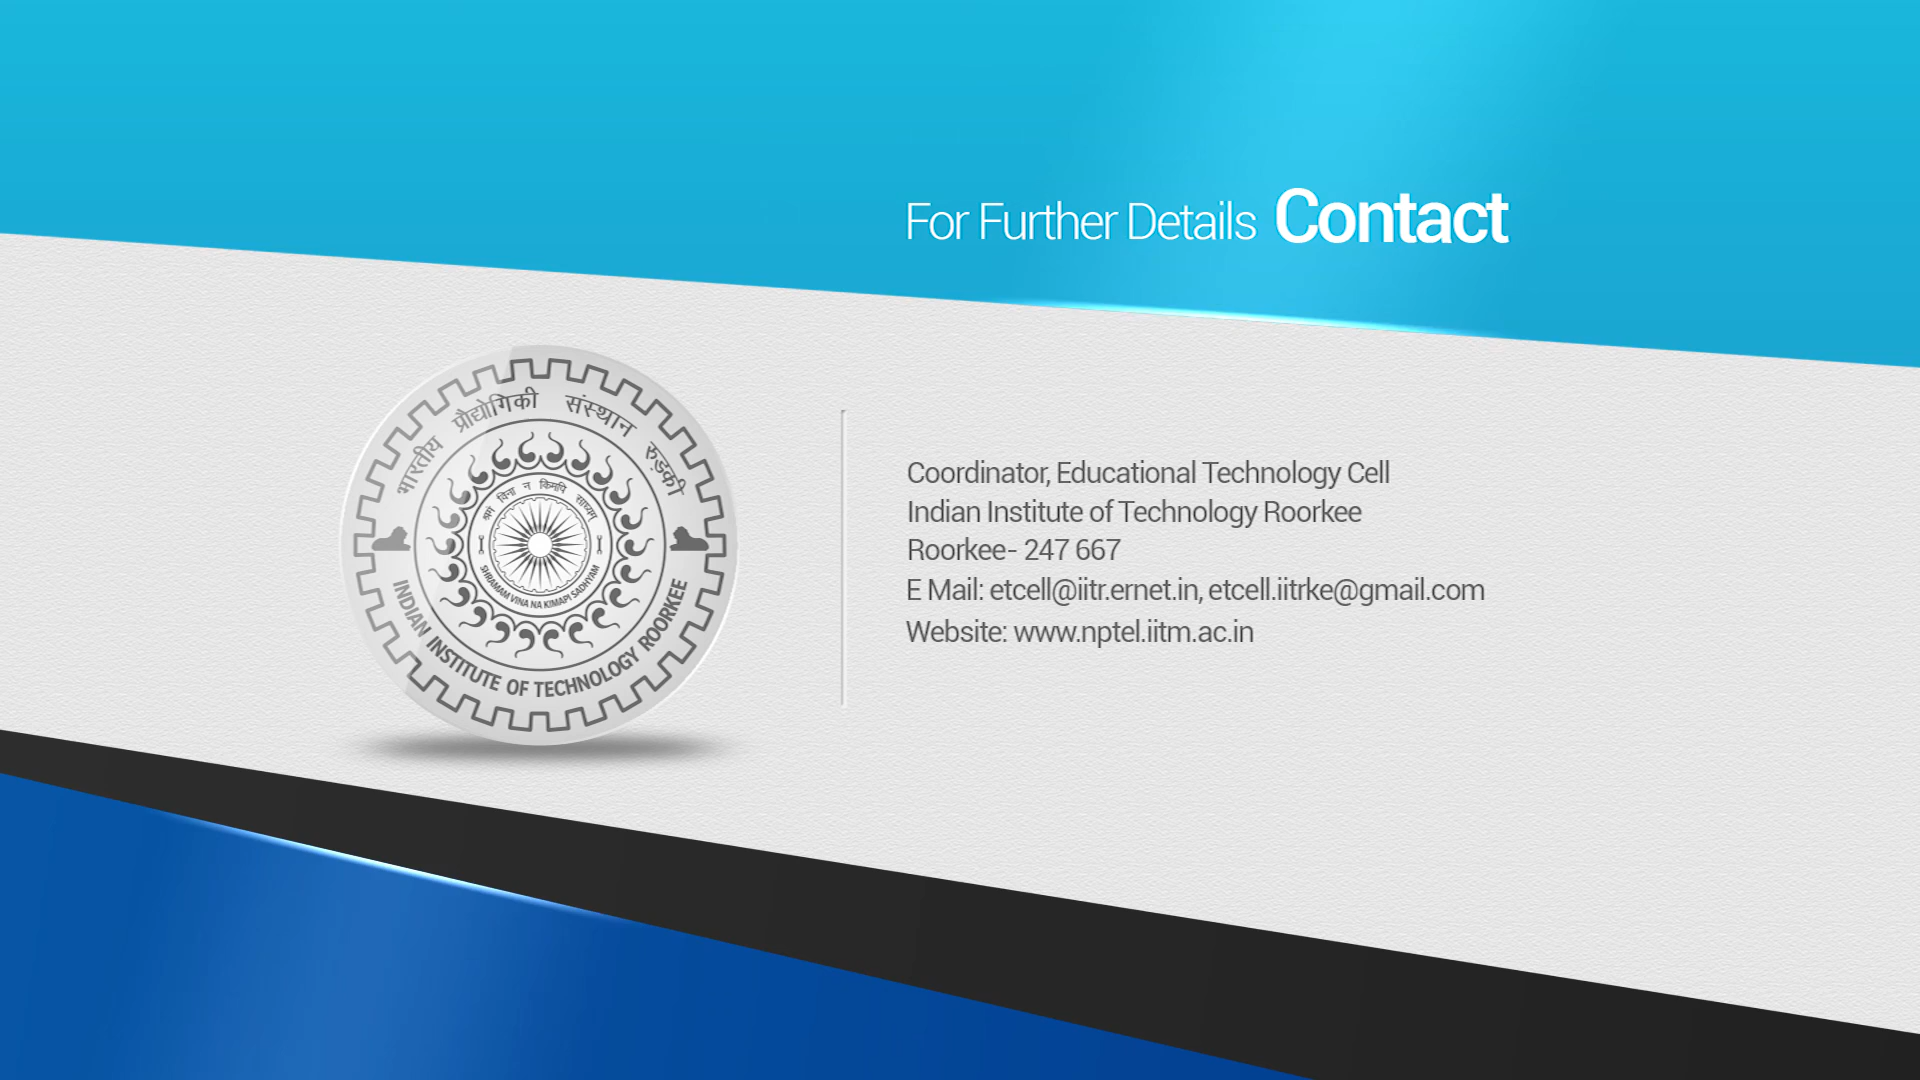 For Further Details Contact
भारतीय प्रौद्योगिकी संस्थान रुड़की
श्रमं विना न किमपि साध्यम्
SHRAMAM VINA NA KIMAPI SADHYAM
INDIAN INSTITUTE OF TECHNOLOGY ROORKEE
Coordinator, Educational Technology Cell
Indian Institute of Technology Roorkee
Roorkee- 247 667
E Mail: etcell@iitr.ernet.in, etcell.iitrke@gmail.com
Website: www.nptel.iitm.ac.in